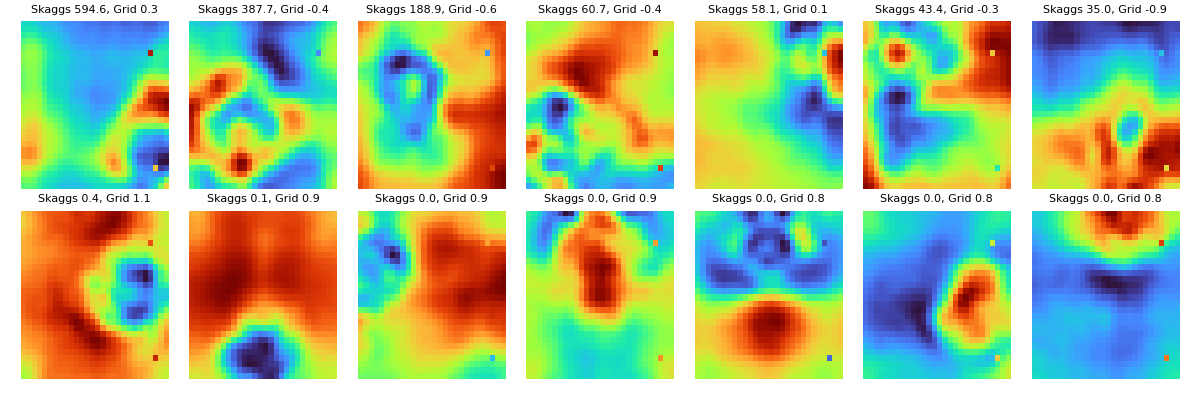 Skaggs 594.6, Grid 0.3
Skaggs 387.7, Grid -0.4
Skaggs 188.9, Grid -0.6
Skaggs 60.7, Grid -0.4
Skaggs 58.1, Grid 0.1
Skaggs 43.4, Grid -0.3
Skaggs 35.0, Grid -0.9
Skaggs 0.4, Grid 1.1
Skaggs 0.1, Grid 0.9
Skaggs 0.0, Grid 0.9
Skaggs 0.0, Grid 0.9
Skaggs 0.0, Grid 0.8
Skaggs 0.0, Grid 0.8
Skaggs 0.0, Grid 0.8